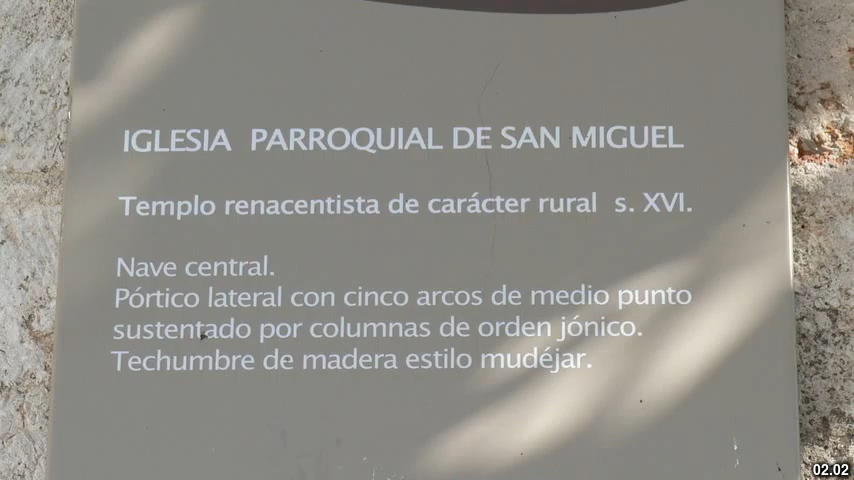 IGLESIA PARROQUIAL DE SAN MIGUEL
Templo renacentista de carácter rural s. XVI.
Nave central.
Pórtico lateral con cinco arcos de medio punto
sustentado por columnas de orden jónico.
Techumbre de madera estilo mudéjar.
02.02